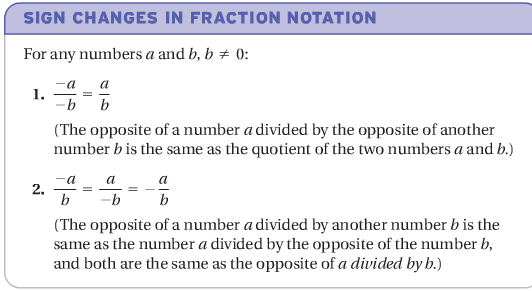 SIGN CHANGES IN FRACTION NOTATION
For any numbers a and b, b ≠ 0:
1. -a/-b = a/b
(The opposite of a number a divided by the opposite of another
number b is the same as the quotient of the two numbers a and b.)
2. -a/b = a/-b = -a/b
(The opposite of a number a divided by another number b is the
same as the number a divided by the opposite of the number b,
and both are the same as the opposite of a divided by b.)